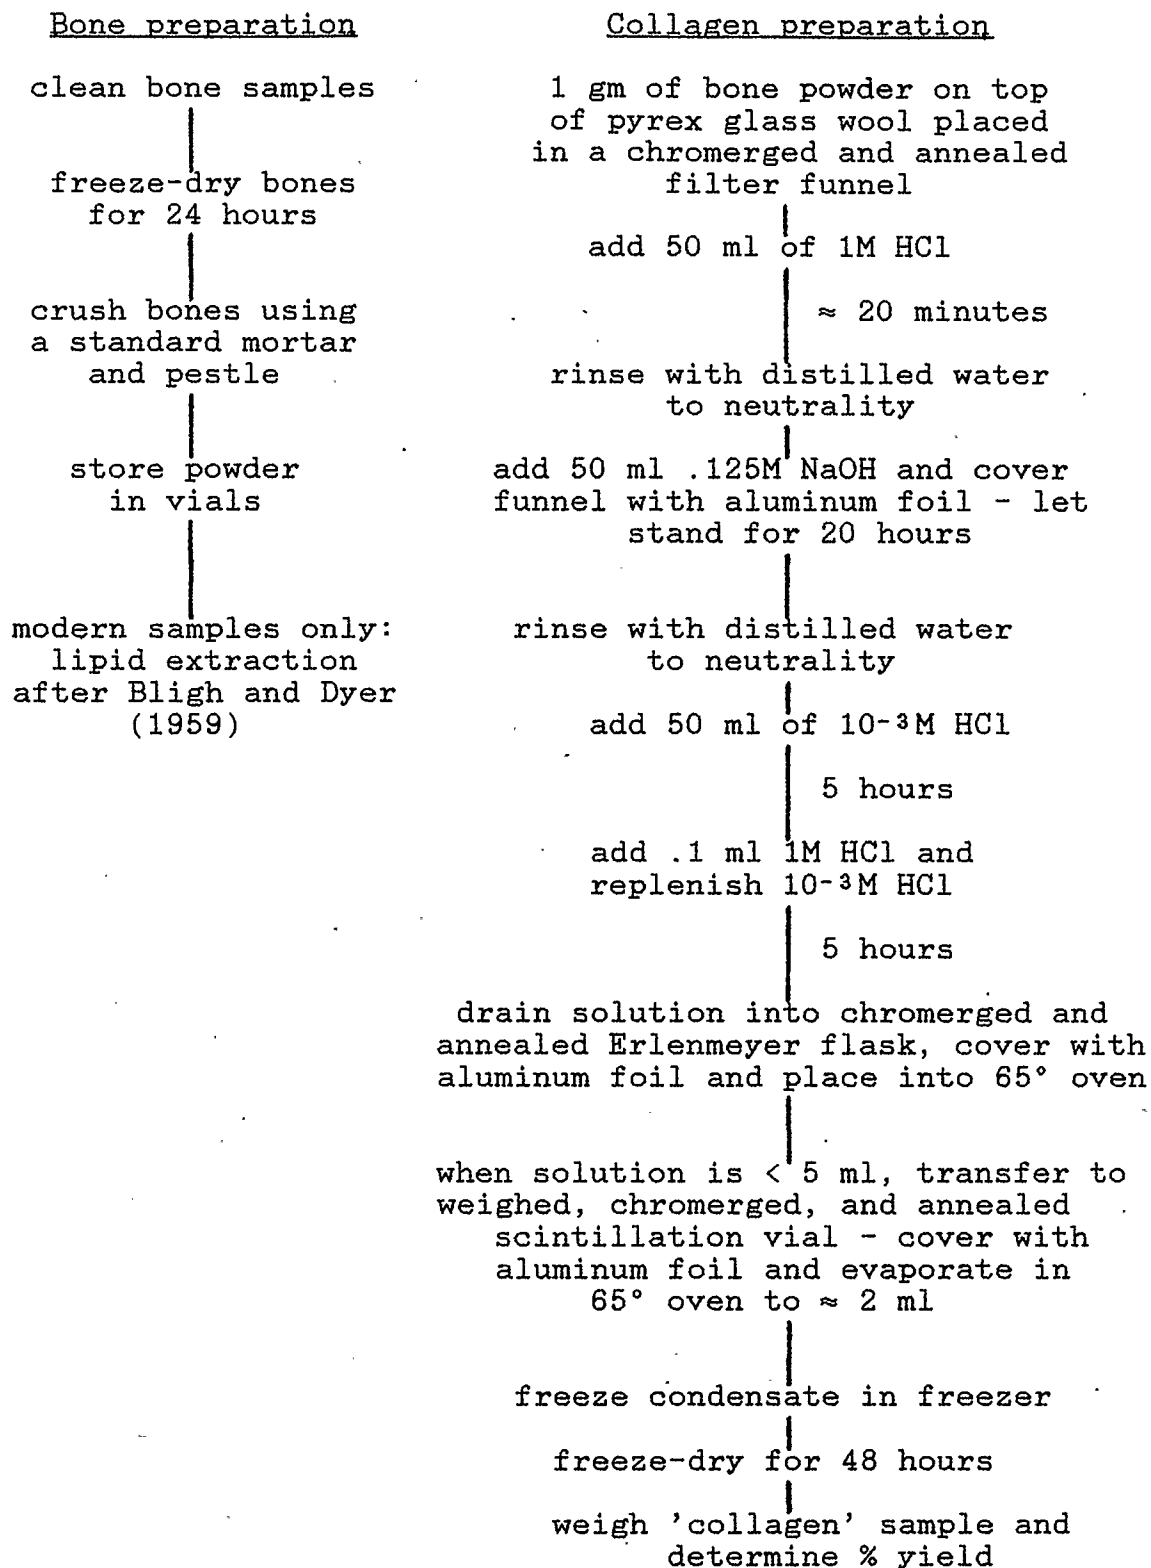 Bone preparation
clean bone samples
freeze-dry bones
for 24 hours
crush bones using
a standard mortar
and pestle
store powder
in vials
modern samples only:
lipid extraction
after Bligh and Dyer
(1959)
Collagen preparation
1 gm of bone powder on top
of pyrex glass wool placed
in a chromerged and annealed
filter funnel
add 50 ml of 1M HCl
≈ 20 minutes
rinse with distilled water
to neutrality
add 50 ml .125M NaOH and cover
funnel with aluminum foil - let
stand for 20 hours
rinse with distilled water
to neutrality
add 50 ml of 10-³M HCl
5 hours
add .1 ml 1M HCl and
replenish 10-³M HCl
5 hours
drain solution into chromerged and
annealed Erlenmeyer flask, cover with
aluminum foil and place into 65° oven
when solution is < 5 ml, transfer to
weighed, chromerged, and annealed
scintillation vial - cover with
aluminum foil and evaporate in
65° oven to ≈ 2 ml
freeze condensate in freezer
freeze-dry for 48 hours
weigh 'collagen' sample and
determine % yield